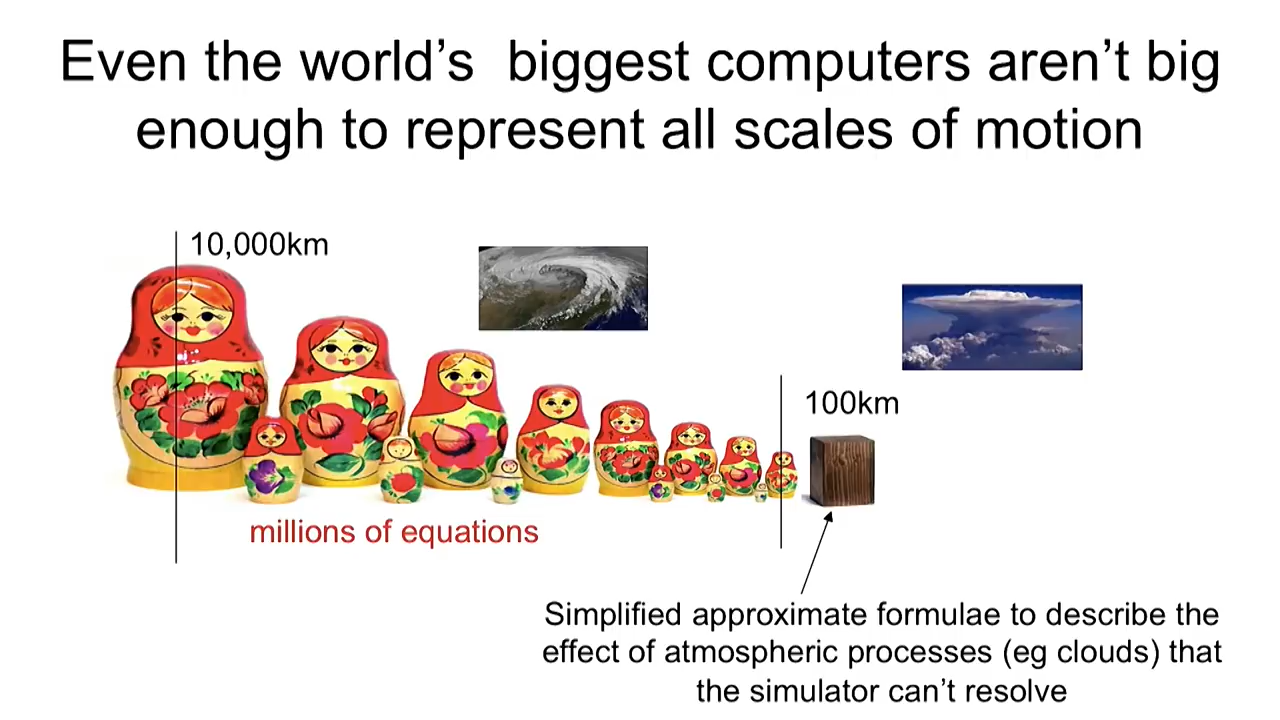 Even the world’s  biggest computers aren’t big
enough to represent all scales of motion
10,000km
100km
millions of equations
Simplified approximate formulae to describe the
effect of atmospheric processes (eg clouds) that
the simulator can’t resolve